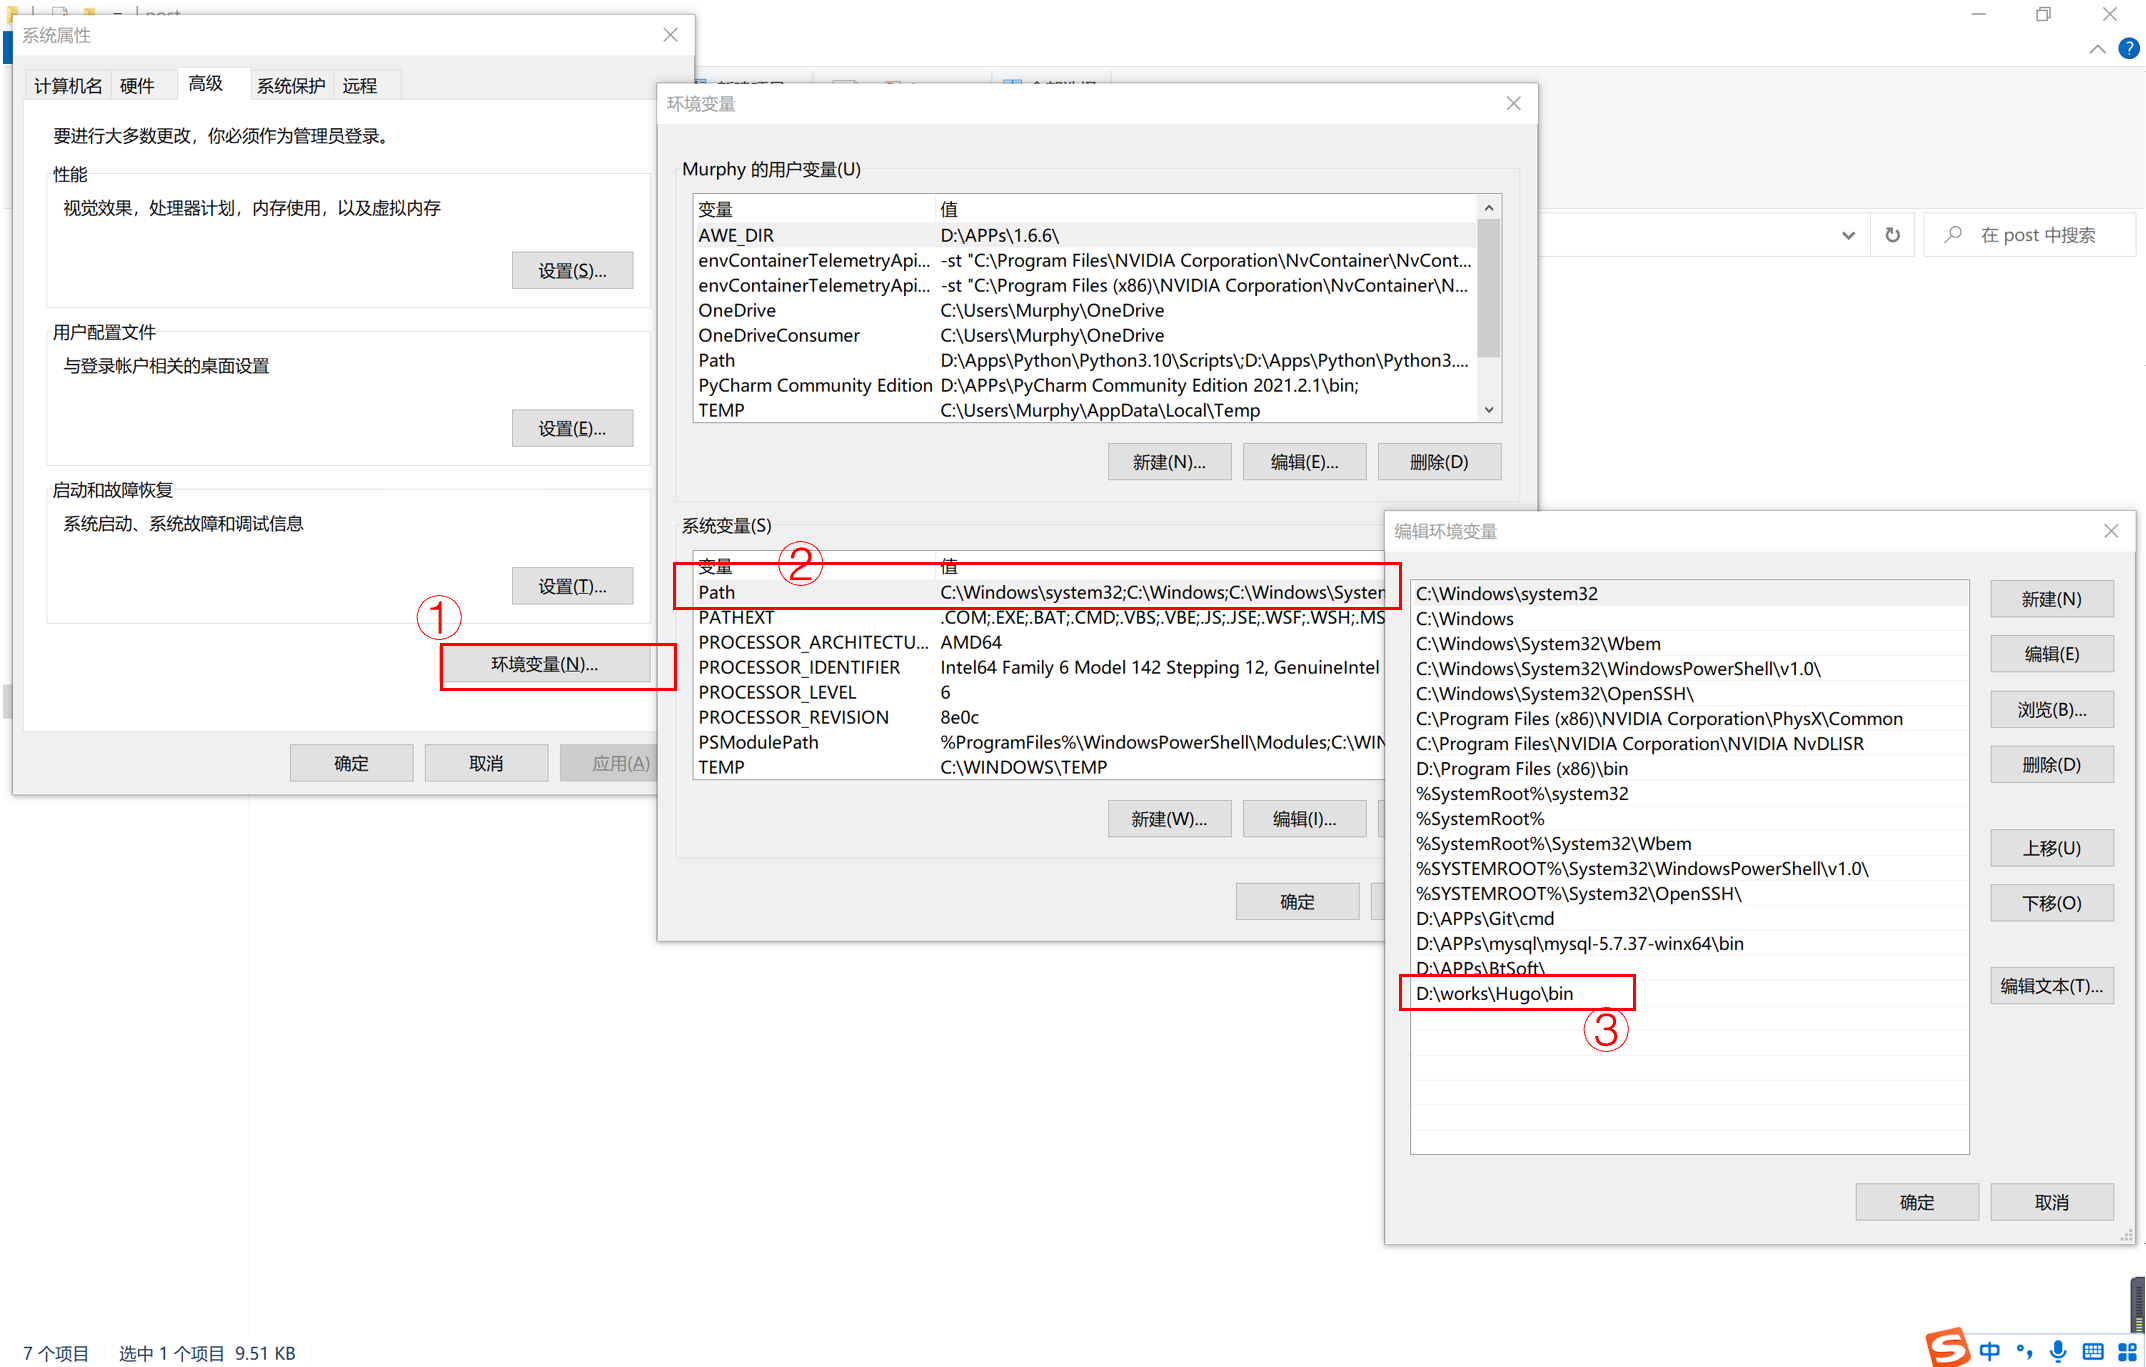 系统属性
计算机名
硬件
高级
系统保护
远程
要进行大多数更改，你必须作为管理员登录。
性能
视觉效果，处理器计划，内存使用，以及虚拟内存
设置(S)...
用户配置文件
与登录帐户相关的桌面设置
设置(E)...
启动和故障恢复
系统启动、系统故障和调试信息
设置(T)...
①
环境变量(N)...
确定
取消
应用(A)
环境变量
Murphy 的用户变量(U)
变量 值
AWE_DIR D:\APPs\1.6.6\
envContainerTelemetryApi... -st "C:\Program Files\NVIDIA Corporation\NvContainer\NvCont...
envContainerTelemetryApi... -st "C:\Program Files (x86)\NVIDIA Corporation\NvContainer\N...
OneDrive C:\Users\Murphy\OneDrive
OneDriveConsumer C:\Users\Murphy\OneDrive
Path D:\Apps\Python\Python3.10\Scripts\;D:\Apps\Python\Python3....
PyCharm Community Edition D:\APPs\PyCharm Community Edition 2021.2.1\bin;
TEMP C:\Users\Murphy\AppData\Local\Temp
新建(N)...
编辑(E)...
删除(D)
系统变量(S)
②
变量 值
Path C:\Windows\system32;C:\Windows;C:\Windows\System
PATHEXT .COM;.EXE;.BAT;.CMD;.VBS;.VBE;.JS;.JSE;.WSF;.WSH;.MS
PROCESSOR_ARCHITECTU... AMD64
PROCESSOR_IDENTIFIER Intel64 Family 6 Model 142 Stepping 12, GenuineIntel
PROCESSOR_LEVEL 6
PROCESSOR_REVISION 8e0c
PSModulePath %ProgramFiles%\WindowsPowerShell\Modules;C:\WIN
TEMP C:\WINDOWS\TEMP
新建(W)...
编辑(I)...
确定
在 post 中搜索
编辑环境变量
C:\Windows\system32
C:\Windows
C:\Windows\System32\Wbem
C:\Windows\System32\WindowsPowerShell\v1.0\
C:\Windows\System32\OpenSSH\
C:\Program Files (x86)\NVIDIA Corporation\PhysX\Common
C:\Program Files\NVIDIA Corporation\NVIDIA NvDLISR
D:\Program Files (x86)\bin
%SystemRoot%\system32
%SystemRoot%
%SystemRoot%\System32\Wbem
%SYSTEMROOT%\System32\WindowsPowerShell\v1.0\
%SYSTEMROOT%\System32\OpenSSH\
D:\APPs\Git\cmd
D:\APPs\mysql\mysql-5.7.37-winx64\bin
D:\APPs\BtSoft\
D:\works\Hugo\bin
③
新建(N)
编辑(E)
浏览(B)...
删除(D)
上移(U)
下移(O)
编辑文本(T)...
确定
取消
7 个项目
选中 1 个项目 9.51 KB
中